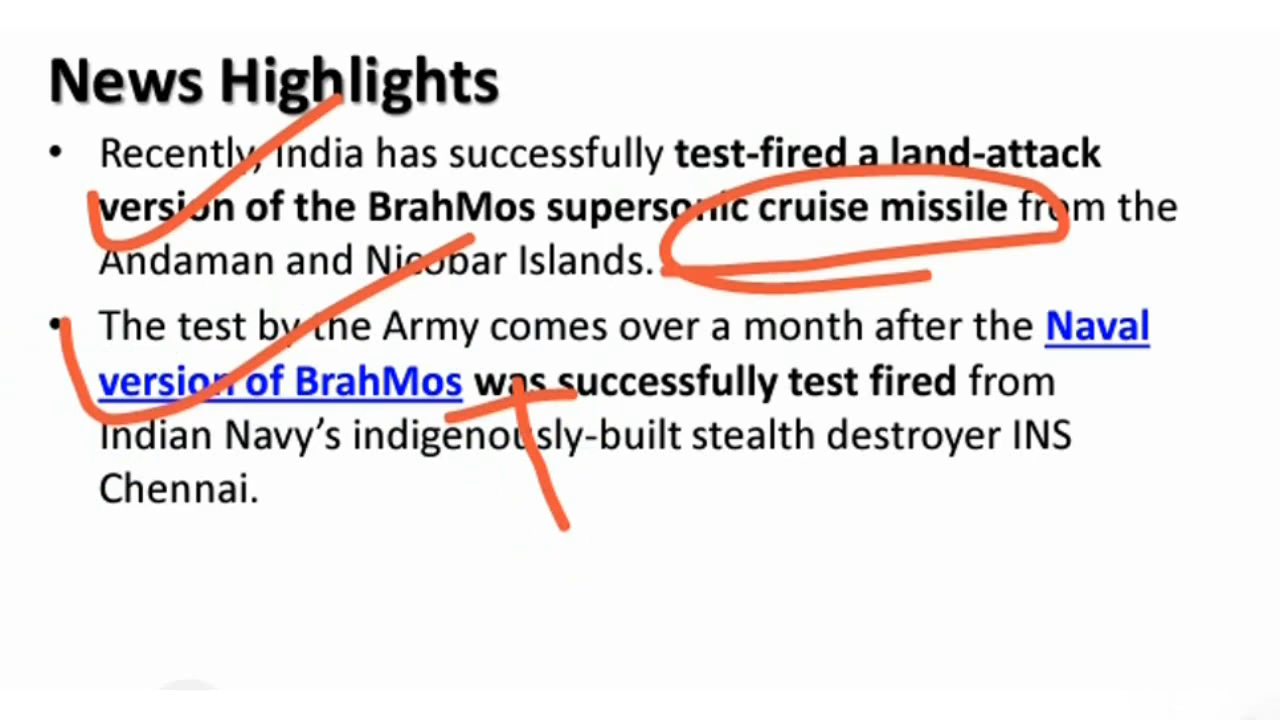 News Highlights
• Recently, India has successfully test-fired a land-attack
version of the BrahMos supersonic cruise missile from the
Andaman and Nicobar Islands.
• The test by the Army comes over a month after the Naval
version of BrahMos was successfully test fired from
Indian Navy’s indigenously-built stealth destroyer INS
Chennai.